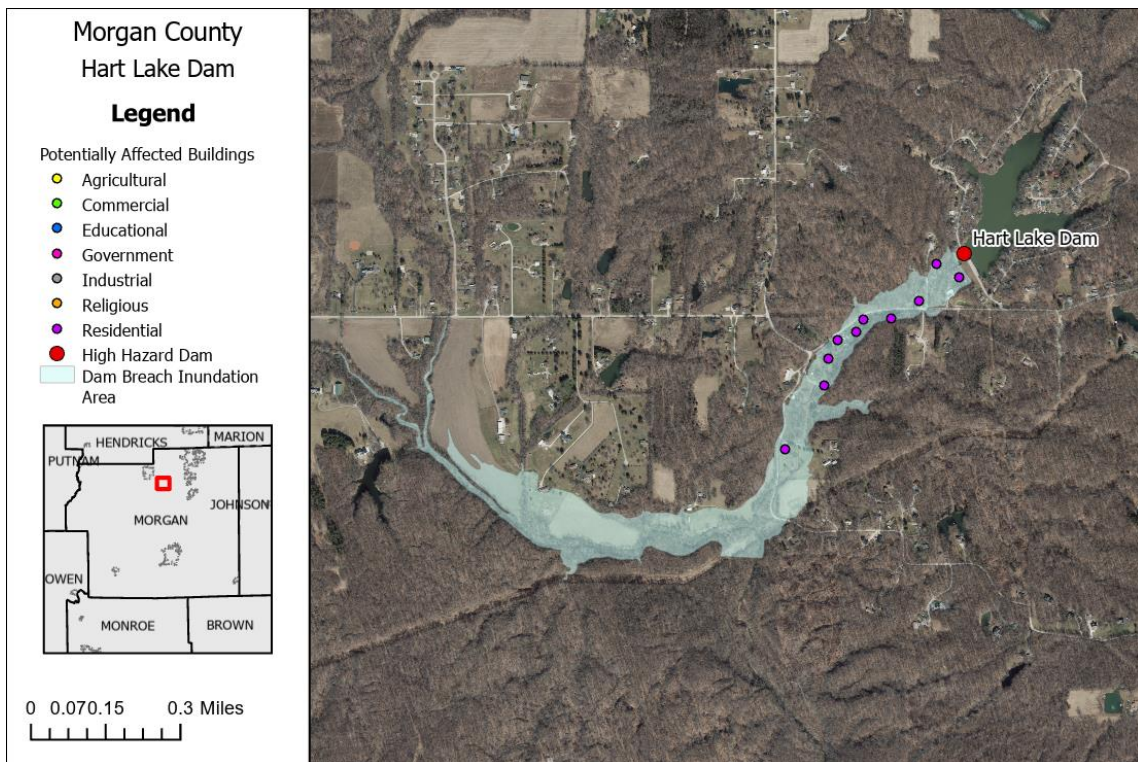 Morgan County
Hart Lake Dam
Legend
Potentially Affected Buildings
Agricultural
Commercial
Educational
Government
Industrial
Religious
Residential
High Hazard Dam
Dam Breach Inundation
Area
HENDRICKS
MARION
PUTNAM
JOHNSON
MORGAN
OWEN
MONROE
BROWN
0 0.07 0.15 0.3 Miles
Hart Lake Dam